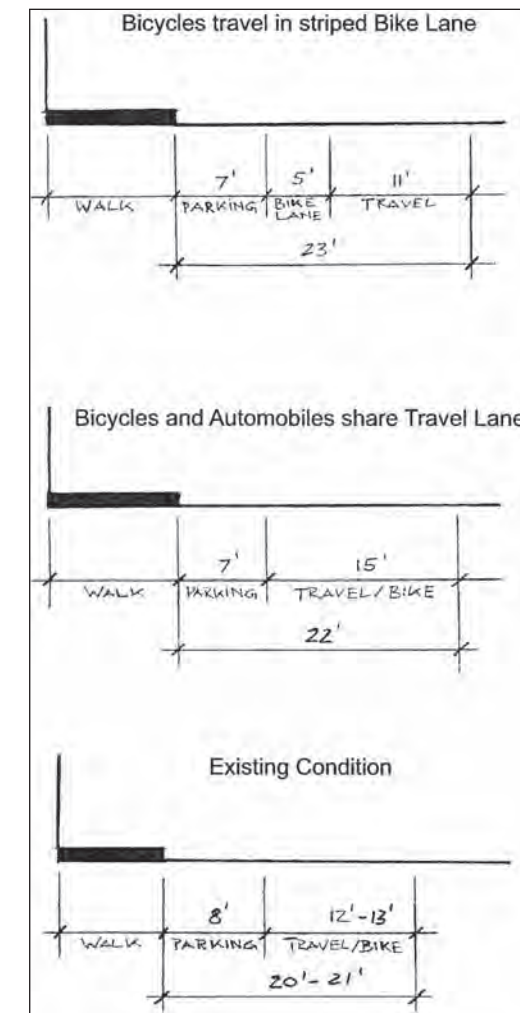 Bicycles travel in striped Bike Lane
7' 5' 11'
WALK PARKING BIKE LANE TRAVEL
23'
Bicycles and Automobiles share Travel Lane
7' 15'
WALK PARKING TRAVEL/BIKE
22'
Existing Condition
8' 12'-13'
WALK PARKING TRAVEL/BIKE
20'-21'